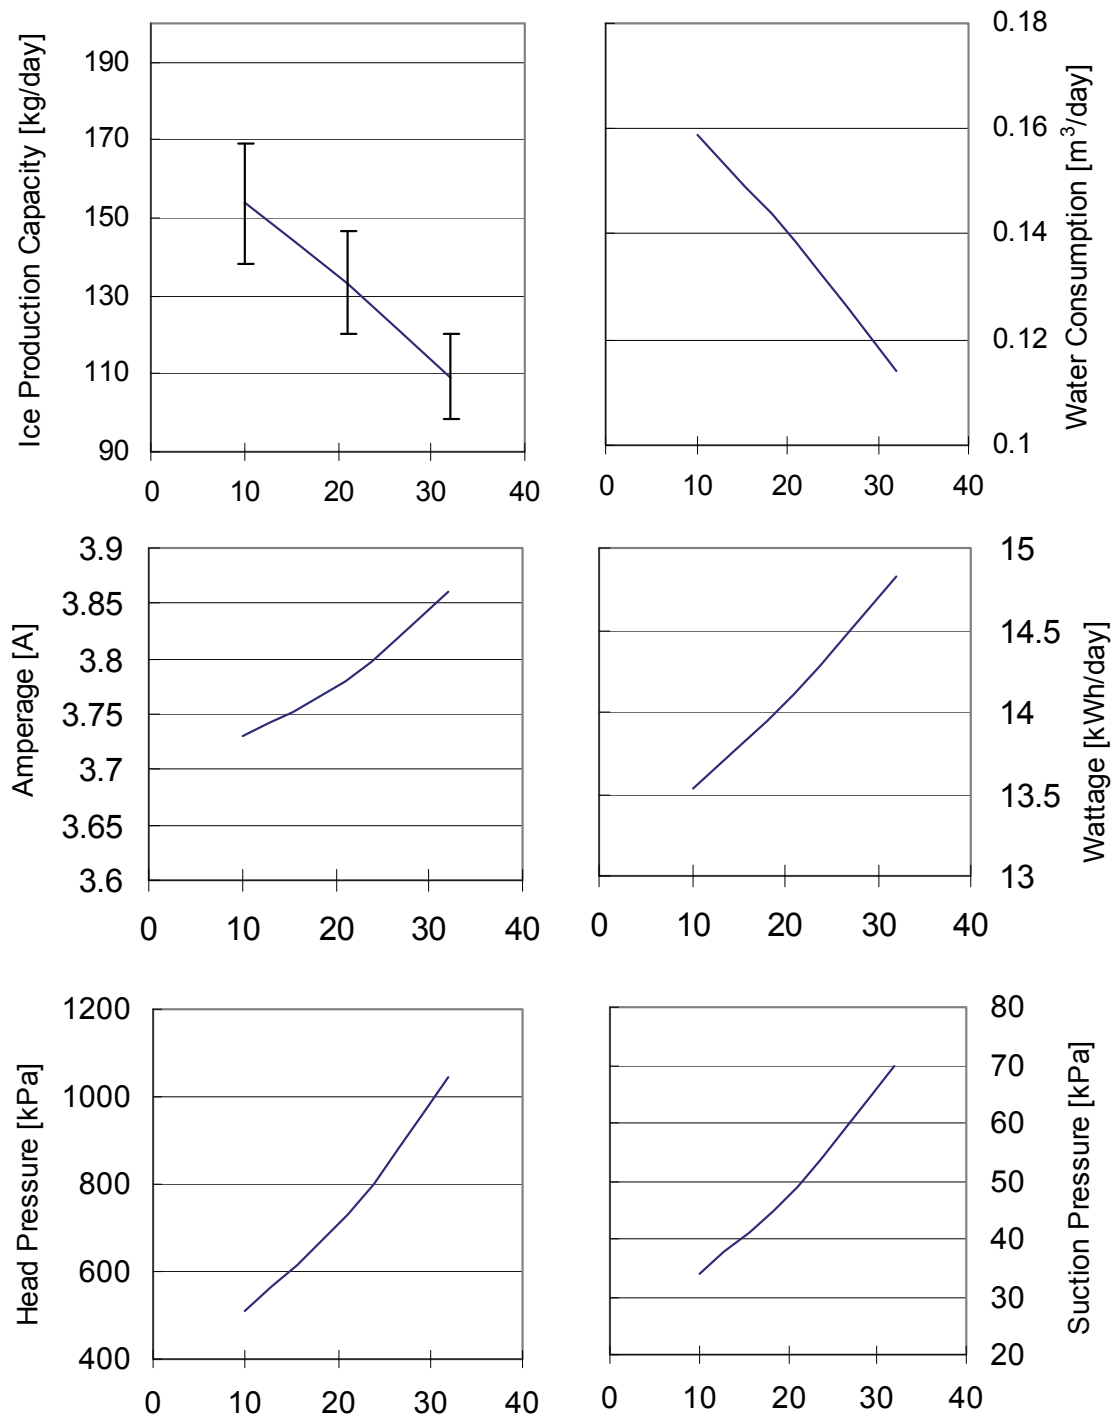 Ice Production Capacity [kg/day]
190
170
150
130
110
90
0 10 20 30 40
Water Consumption [m³/day]
0.18
0.16
0.14
0.12
0.1
0 10 20 30 40
Amperage [A]
3.9
3.85
3.8
3.75
3.7
3.65
3.6
0 10 20 30 40
Wattage [kWh/day]
15
14.5
14
13.5
13
0 10 20 30 40
Head Pressure [kPa]
1200
1000
800
600
400
0 10 20 30 40
Suction Pressure [kPa]
80
70
60
50
40
30
20
0 10 20 30 40